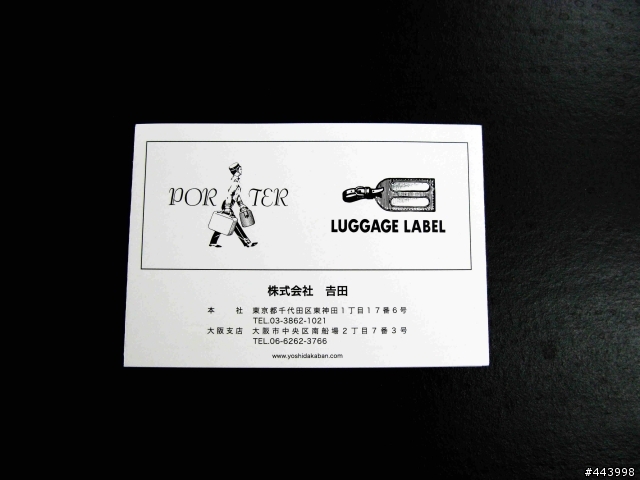 PORTER
LUGGAGE LABEL
株式会社 𠮷田
本 社 東京都千代田区東神田1丁目17番6号
TEL.03-3862-1021
大阪支店 大阪市中央区南船場2丁目7番3号
TEL.06-6262-3766
www.yoshidakaban.com
#443998